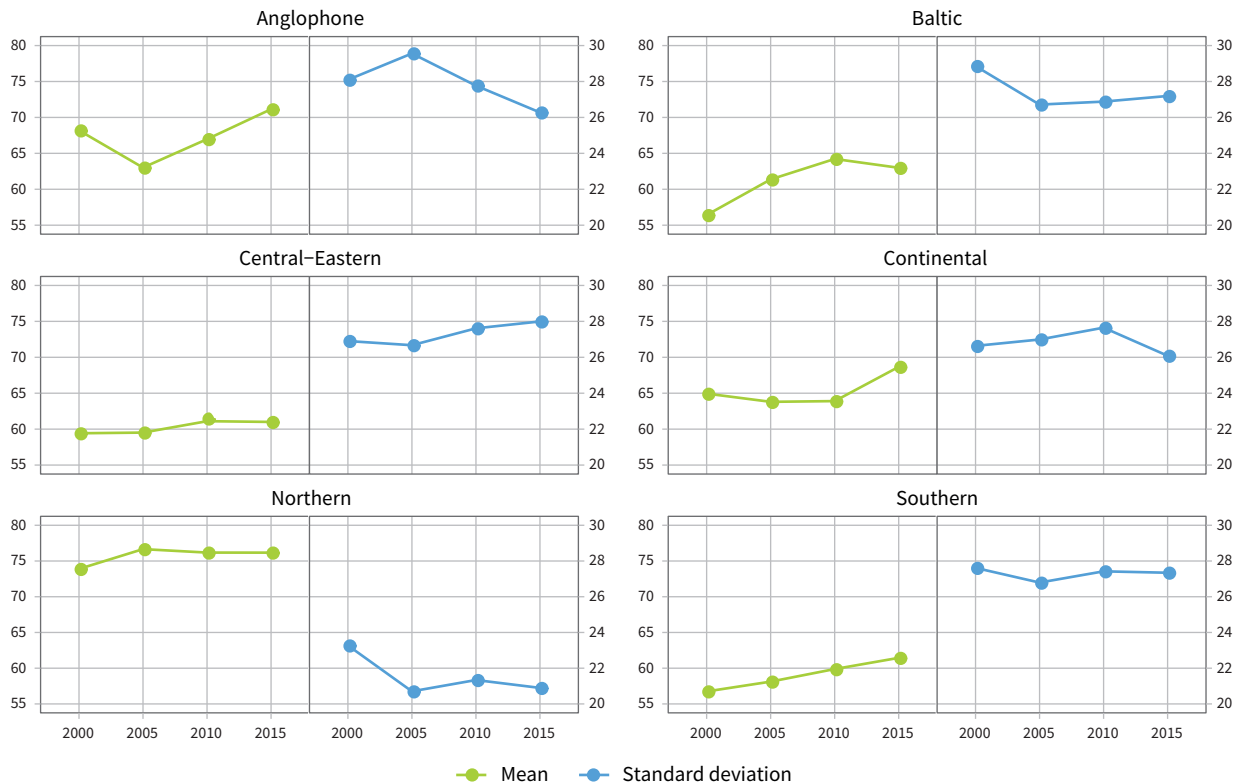 Anglophone Baltic
80 30 80 30
75 28 75 28
70 26 70 26
65 24 65 24
60 22 60 22
55 20 55 20
Central–Eastern Continental
80 30 80 30
75 28 75 28
70 26 70 26
65 24 65 24
60 22 60 22
55 20 55 20
Northern Southern
80 30 80 30
75 28 75 28
70 26 70 26
65 24 65 24
60 22 60 22
55 20 55 20
2000 2005 2010 2015 2000 2005 2010 2015 2000 2005 2010 2015 2000 2005 2010 2015
Mean Standard deviation